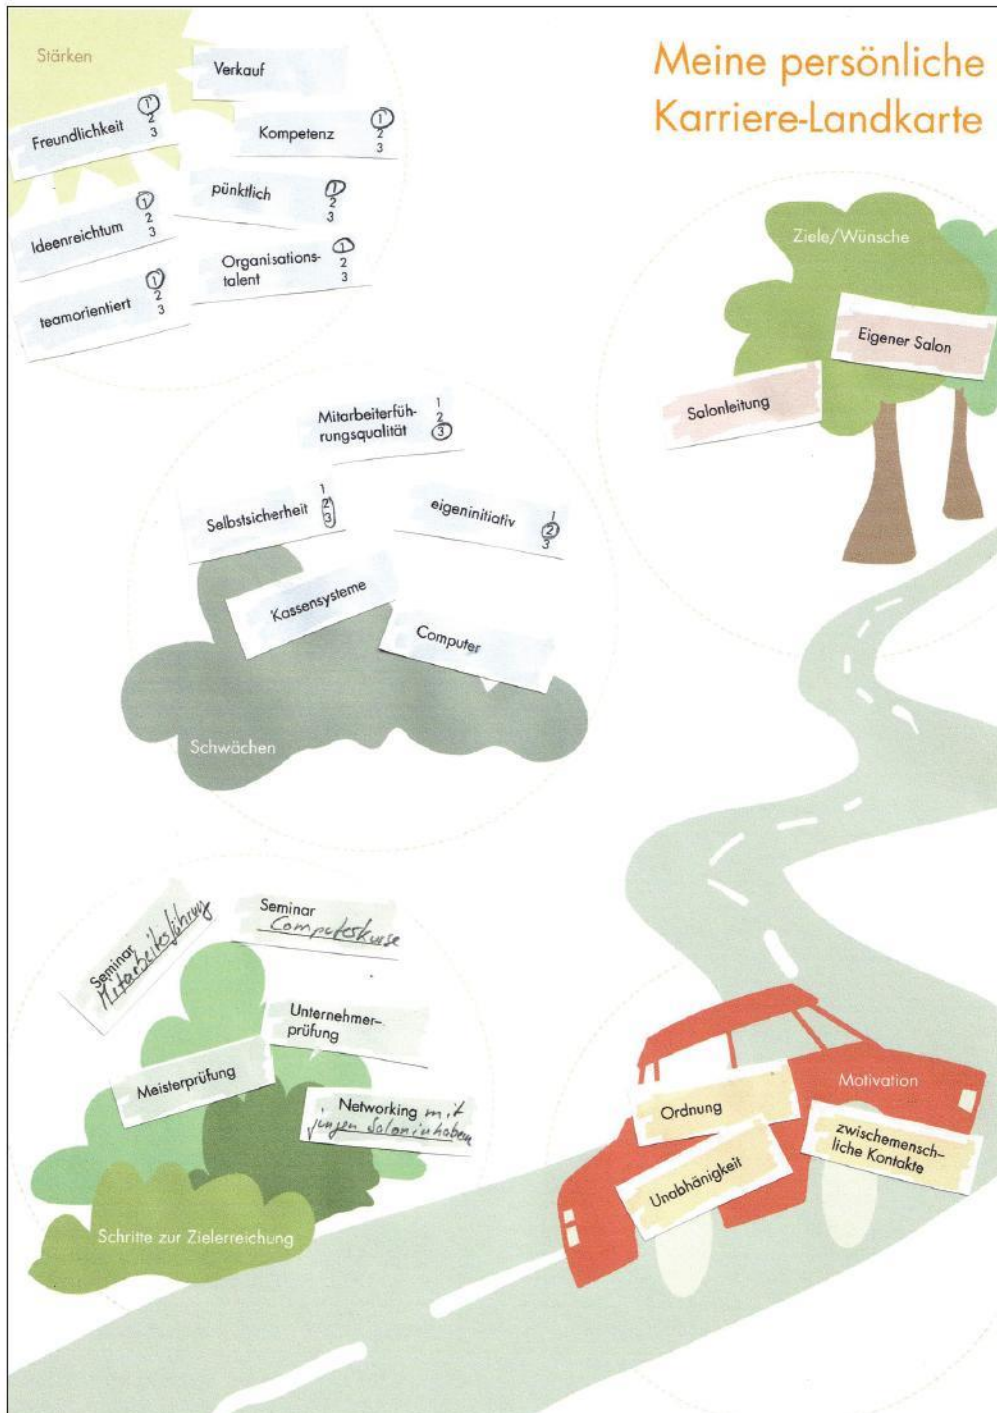 Meine persönliche
Karriere-Landkarte
Stärken
Verkauf
Freundlichkeit 1 2 3
Kompetenz 1 2 3
pünktlich 1 2 3
Ideenreichtum 1 2 3
Organisations-
talent 1 2 3
teamorientiert 1 2 3
Ziele/Wünsche
Eigener Salon
Salonleitung
Mitarbeiterfüh-
rungsqualität 1 2 3
Selbstsicherheit 1 2 3
eigeninitiativ 1 2 3
Kassensysteme
Computer
Schwächen
Seminar
Mitarbeiterführung
Seminar
Computerkurse
Unternehmer-
prüfung
Meisterprüfung
Networking mit
jungen Saloninhabern
Schritte zur Zielerreichung
Motivation
Ordnung
zwischemensch-
liche Kontakte
Unabhänigkeit